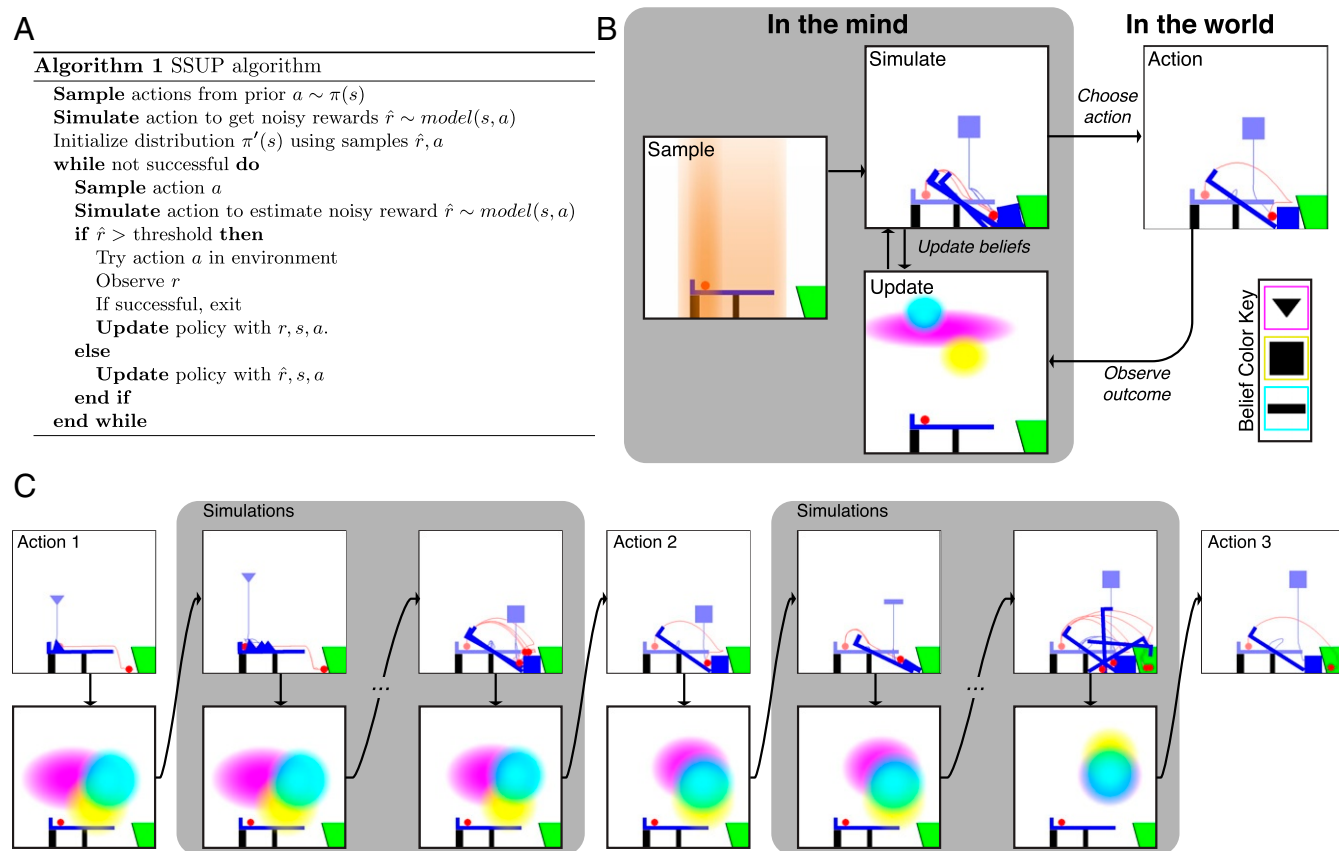 A
Algorithm 1 SSUP algorithm
Sample actions from prior a ∼ π(s)
Simulate action to get noisy rewards r̂ ∼ model(s, a)
Initialize distribution π′(s) using samples r̂, a
while not successful do
Sample action a
Simulate action to estimate noisy reward r̂ ∼ model(s, a)
if r̂ > threshold then
Try action a in environment
Observe r
If successful, exit
Update policy with r, s, a.
else
Update policy with r̂, s, a
end if
end while
B
In the mind
In the world
Sample
Simulate
Choose
action
Action
Update beliefs
Update
Observe
outcome
Belief Color Key
C
Action 1
Simulations
...
Action 2
Simulations
...
Action 3